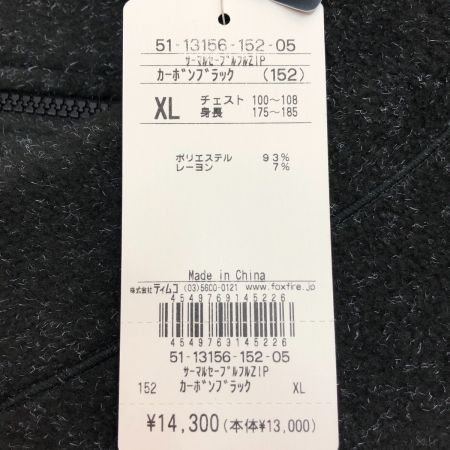 51-13156-152-05
サーマルセーブルフルZIP
カーボンブラック (152)
XL チェスト 100～108
身長 175～185
ポリエステル 93%
レーヨン 7%
Made in China
株式会社ティムコ (03)5600-0121 www.foxfire.jp
4549769145226
4549769145226
51-13156-152-05
サーマルセーブルフルZIP
152 カーボンブラック XL
¥14,300(本体¥13,000)